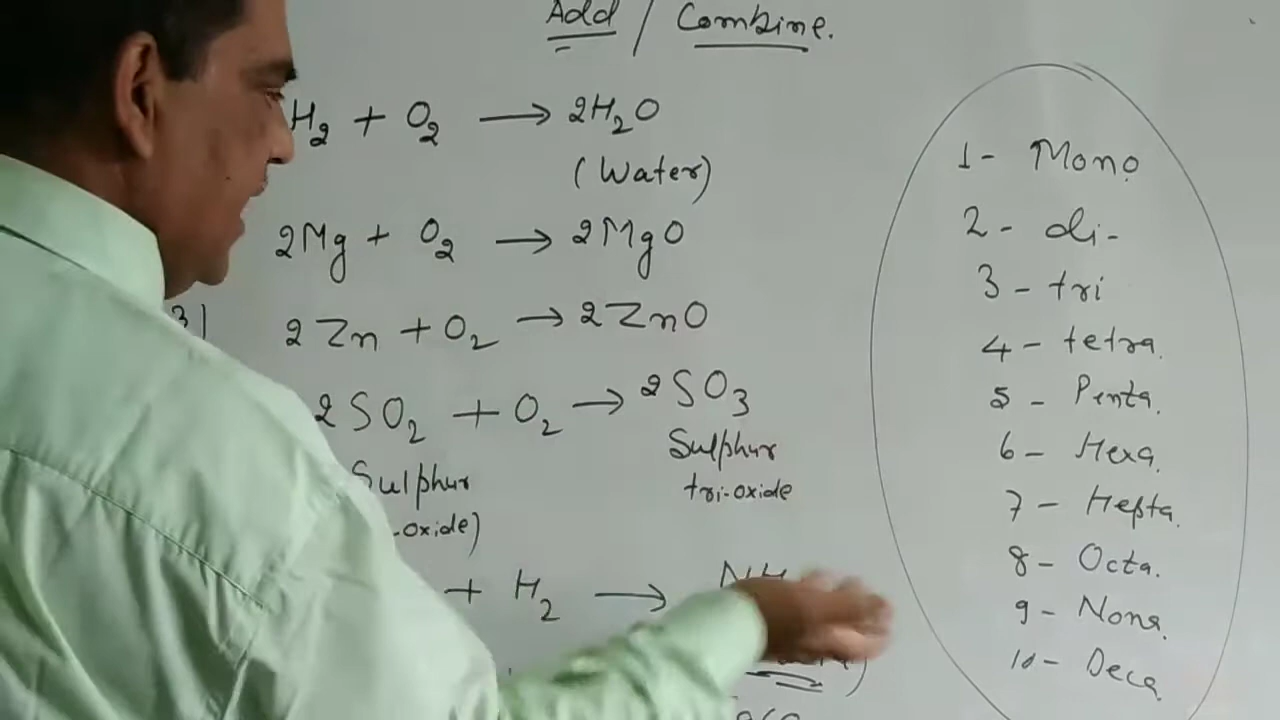 Add / Combine.
H₂ + O₂ → 2H₂O
(Water)
2Mg + O₂ → 2MgO
3)
2Zn + O₂ → 2ZnO
2SO₂ + O₂ → 2SO₃
Sulphur
-oxide)
Sulphur
tri-oxide
+ H₂ → NH
1- Mono
2- di-
3- tri
4- tetra.
5- Penta.
6- Hexa.
7- Hepta.
8- Octa.
9- Nona.
10- Deca